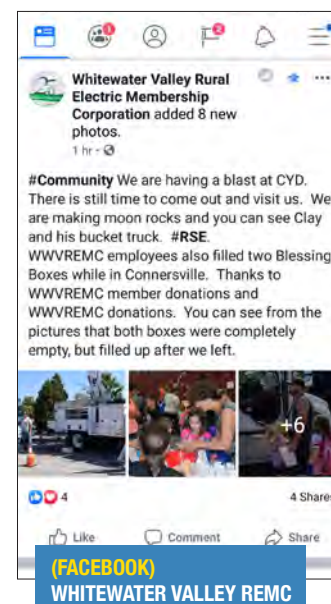 1
2
Whitewater Valley Rural
Electric Membership
Corporation added 8 new
photos.
1 hr •
#Community We are having a blast at CYD.
There is still time to come out and visit us. We
are making moon rocks and you can see Clay
and his bucket truck. #RSE.
WWVREMC employees also filled two Blessing
Boxes while in Connersville. Thanks to
WWVREMC member donations and
WWVREMC donations. You can see from the
pictures that both boxes were completely
empty, but filled up after we left.
+6
4 4 Shares
Like Comment Share
(FACEBOOK)
WHITEWATER VALLEY REMC